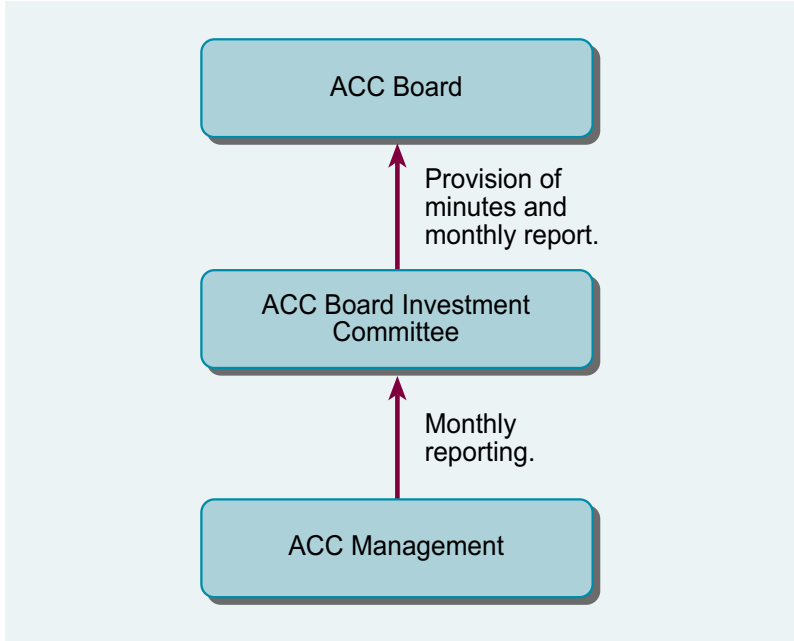 ACC Board
Provision of
minutes and
monthly report.
ACC Board Investment
Committee
Monthly
reporting.
ACC Management